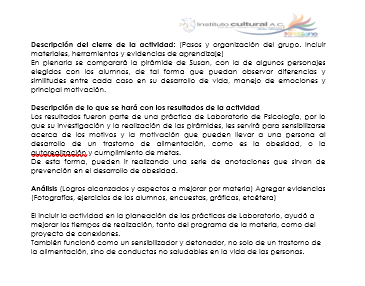 instituto cultural A.C.
Descripción del cierre de la actividad: (Pasos y organización del grupo. Incluir
materiales, herramientas y evidencias de aprendizaje)
En plenaria se comparará la pirámide de Susan, con la de algunos personajes
elegidos con los alumnos, de tal forma que puedan observar diferencias y
similitudes entre cada caso en su desarrollo de vida, manejo de emociones y
principal motivación.
Descripción de lo que se hará con los resultados de la actividad
Los resultados fueron parte de una práctica de Laboratorio de Psicología, por lo
que su investigación y la realización de las pirámides, les servirá para sensibilizarse
acerca de los motivos y la motivación que pueden llevar a una persona al
desarrollo de un trastorno de alimentación, como es la obesidad, o la
y cumplimiento de metas.
De esta forma, pueden ir realizando una serie de anotaciones que sirvan de
prevención en el desarrollo de obesidad.
Análisis (Logros alcanzados y aspectos a mejorar por materia) Agregar evidencias
(Fotografías, ejercicios de los alumnos, encuestas, gráficas, etcétera)
El incluir la actividad en la planeación de las prácticas de Laboratorio, ayudó a
mejorar los tiempos de realización, tanto del programa de la materia, como del
proyecto de conexiones.
También funcionó como un sensibilizador y detonador, no solo de un trastorno de
la alimentación, sino de conductas no saludables en la vida de las personas.